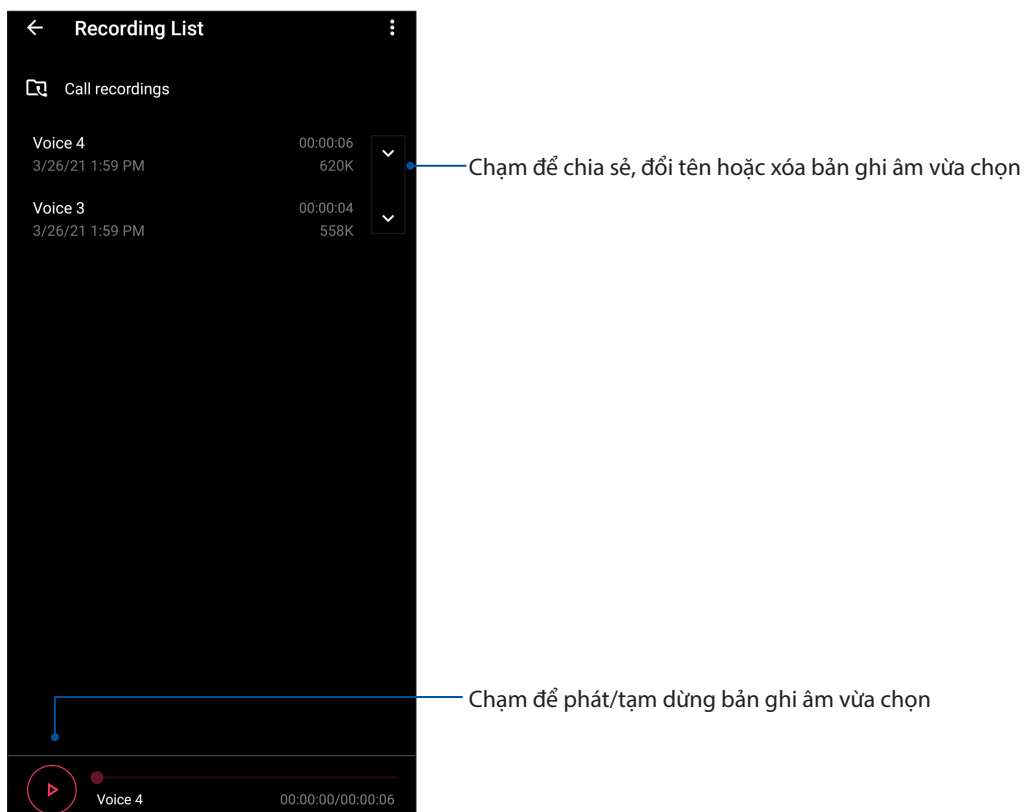 Recording List
Call recordings
Voice 4 00:00:06
3/26/21 1:59 PM 620K
Chạm để chia sẻ, đổi tên hoặc xóa bản ghi âm vừa chọn
Voice 3 00:00:04
3/26/21 1:59 PM 558K
Chạm để phát/tạm dừng bản ghi âm vừa chọn
Voice 4 00:00:00/00:00:06